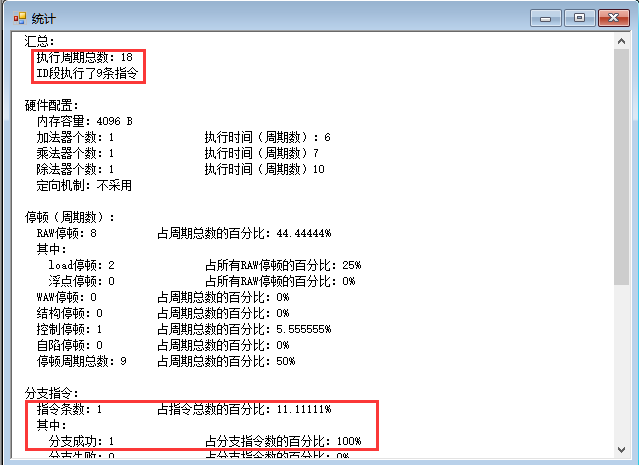 统计
汇总:
执行周期总数: 18
ID段执行了9条指令
硬件配置:
内存容量: 4096 B
加法器个数: 1 执行时间（周期数）: 6
乘法器个数: 1 执行时间（周期数）7
除法器个数: 1 执行时间（周期数）10
定向机制: 不采用
停顿（周期数）:
RAW停顿: 8 占周期总数的百分比: 44.44444%
其中:
load停顿: 2 占所有RAW停顿的百分比: 25%
浮点停顿: 0 占所有RAW停顿的百分比: 0%
WAW停顿: 0 占周期总数的百分比: 0%
结构停顿: 0 占周期总数的百分比: 0%
控制停顿: 1 占周期总数的百分比: 5.555555%
自陷停顿: 0 占周期总数的百分比: 0%
停顿周期总数: 9 占周期总数的百分比: 50%
分支指令:
指令条数: 1 占指令总数的百分比: 11.11111%
其中:
分支成功: 1 占分支指令数的百分比: 100%
分支失败: 0 占分支指令数的百分比: 0%